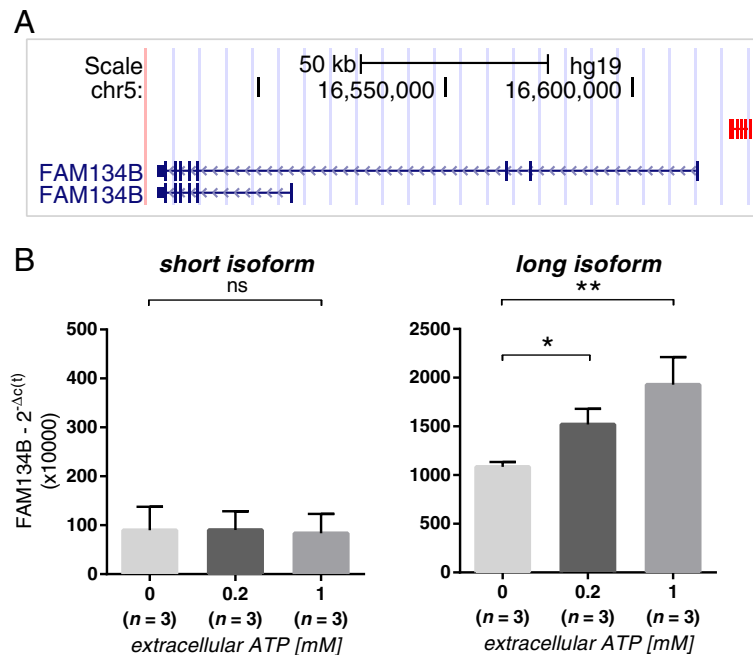 A
Scale 50 kb hg19
chr5: 16,550,000 16,600,000
FAM134B
FAM134B
B
short isoform
ns
500
400
300
200
100
0
FAM134B - 2^-Δc(t)
(x10000)
0 0.2 1
(n = 3) (n = 3) (n = 3)
extracellular ATP [mM]
long isoform
**
*
2500
2000
1500
1000
500
0
0 0.2 1
(n = 3) (n = 3) (n = 3)
extracellular ATP [mM]